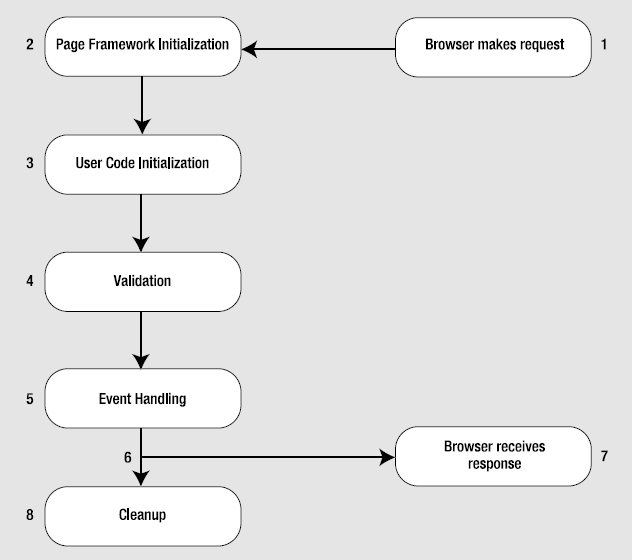 2 Page Framework Initialization Browser makes request 1
3 User Code Initialization
4 Validation
5 Event Handling
6 Browser receives
response 7
8 Cleanup